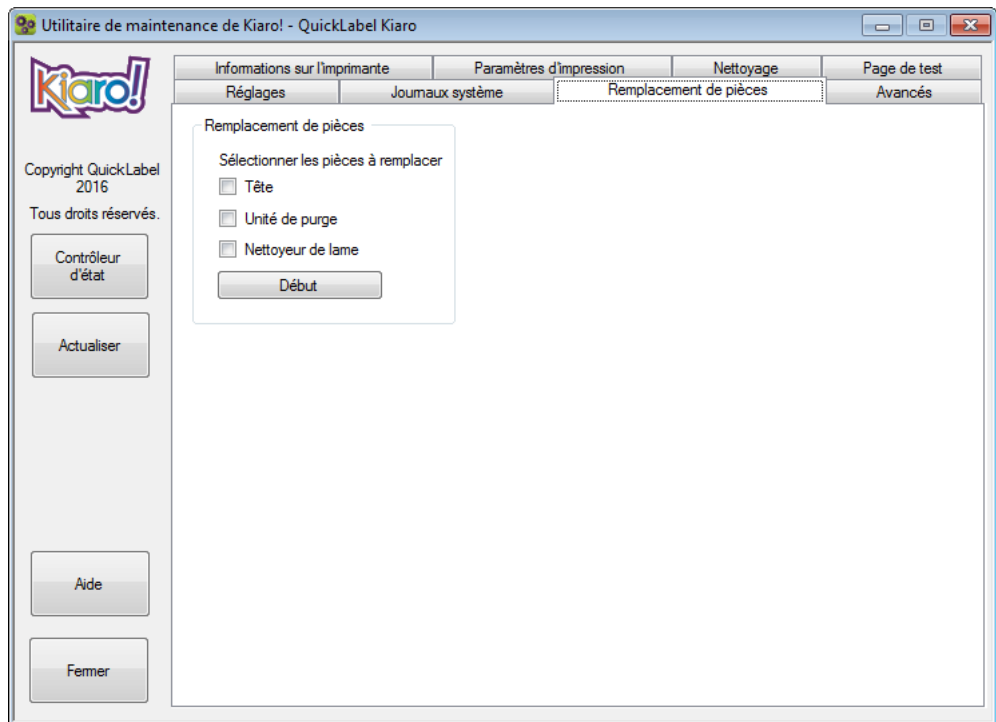 Utilitaire de maintenance de Kiaro! - QuickLabel Kiaro
Kiaro!
Informations sur l'imprimante
Paramètres d'impression
Nettoyage
Page de test
Réglages
Journaux système
Remplacement de pièces
Avancés
Copyright QuickLabel
2016
Tous droits réservés.
Contrôleur
d'état
Actualiser
Aide
Fermer
Remplacement de pièces
Sélectionner les pièces à remplacer
Tête
Unité de purge
Nettoyeur de lame
Début